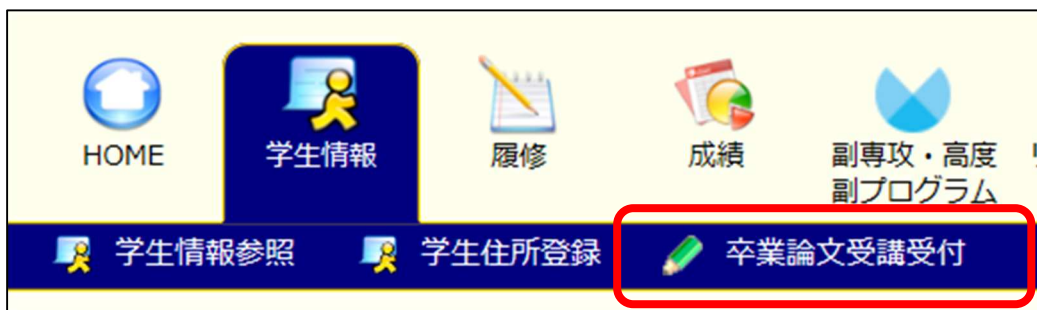 HOME
学生情報
履修
成績
副専攻・高度
副プログラム
学生情報参照
学生住所登録
卒業論文受講受付